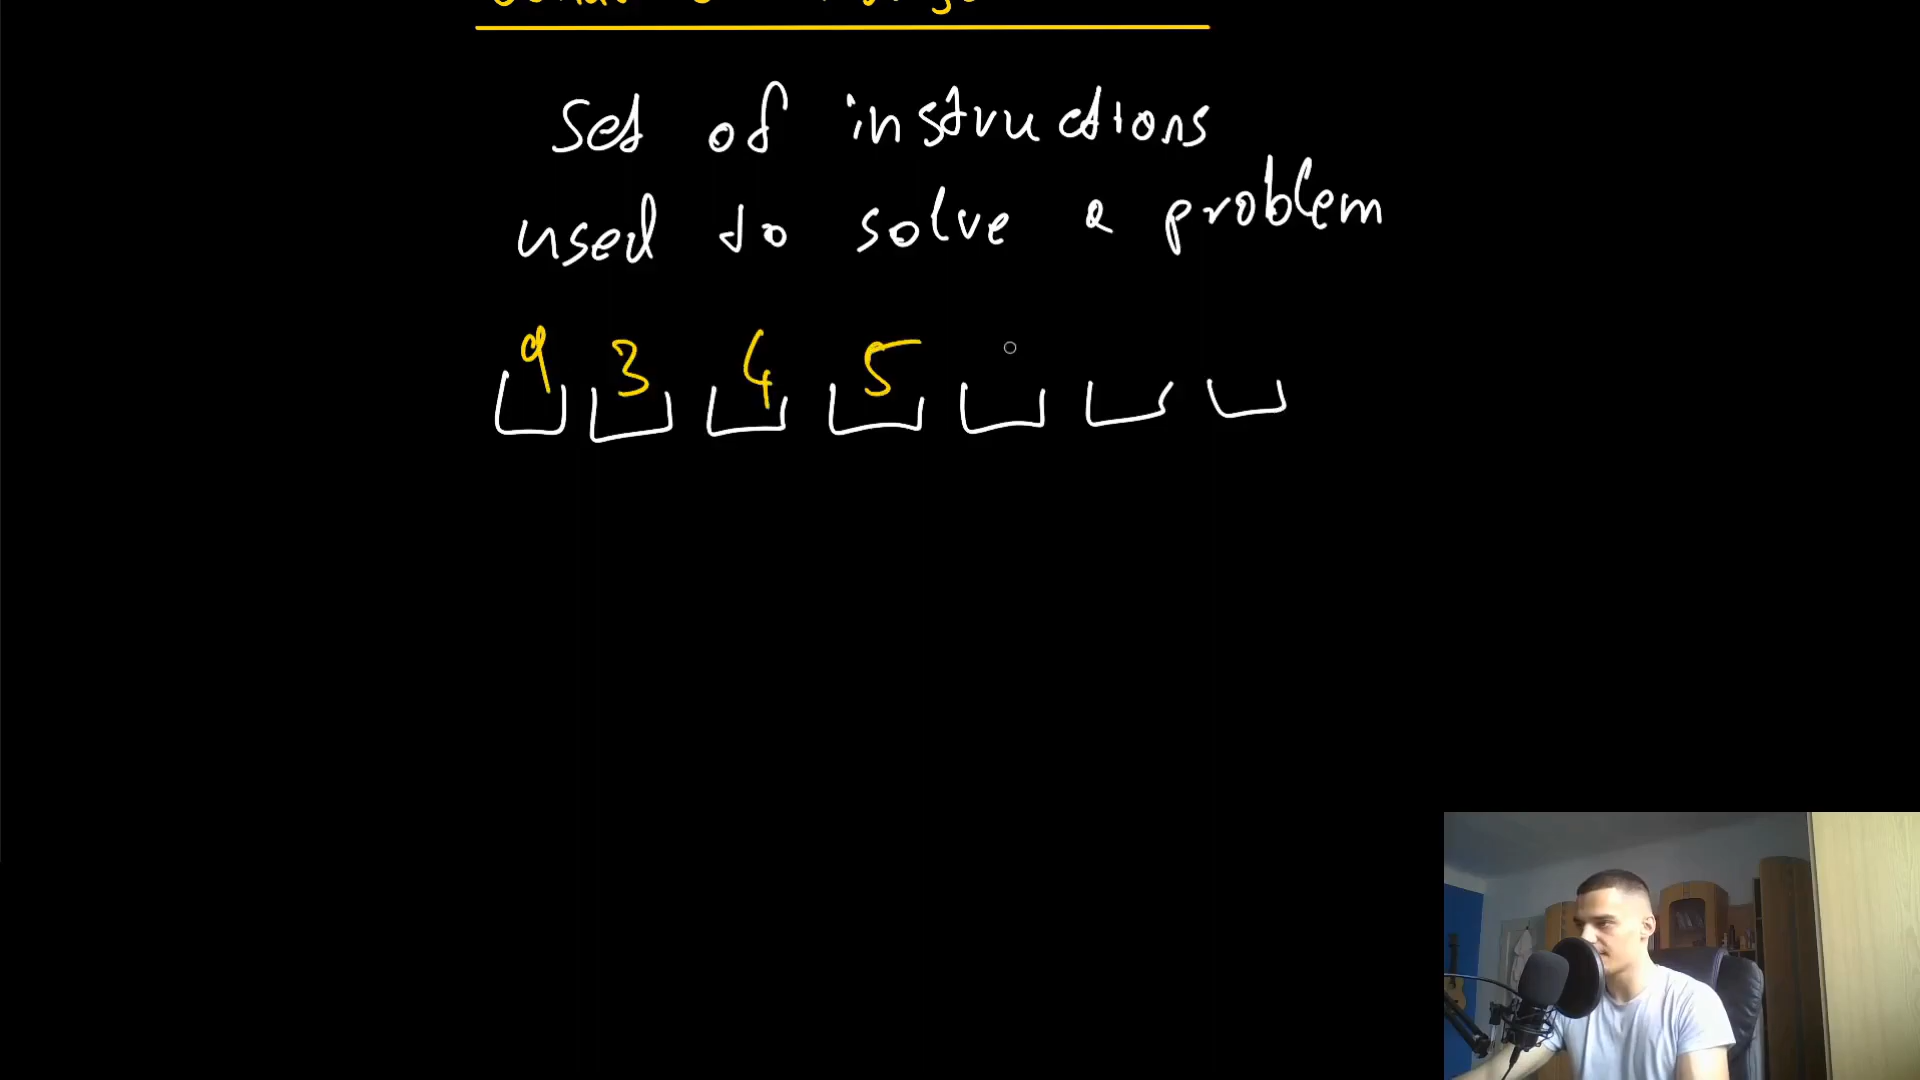 set of instructions
used to solve a problem
9 3 4 5